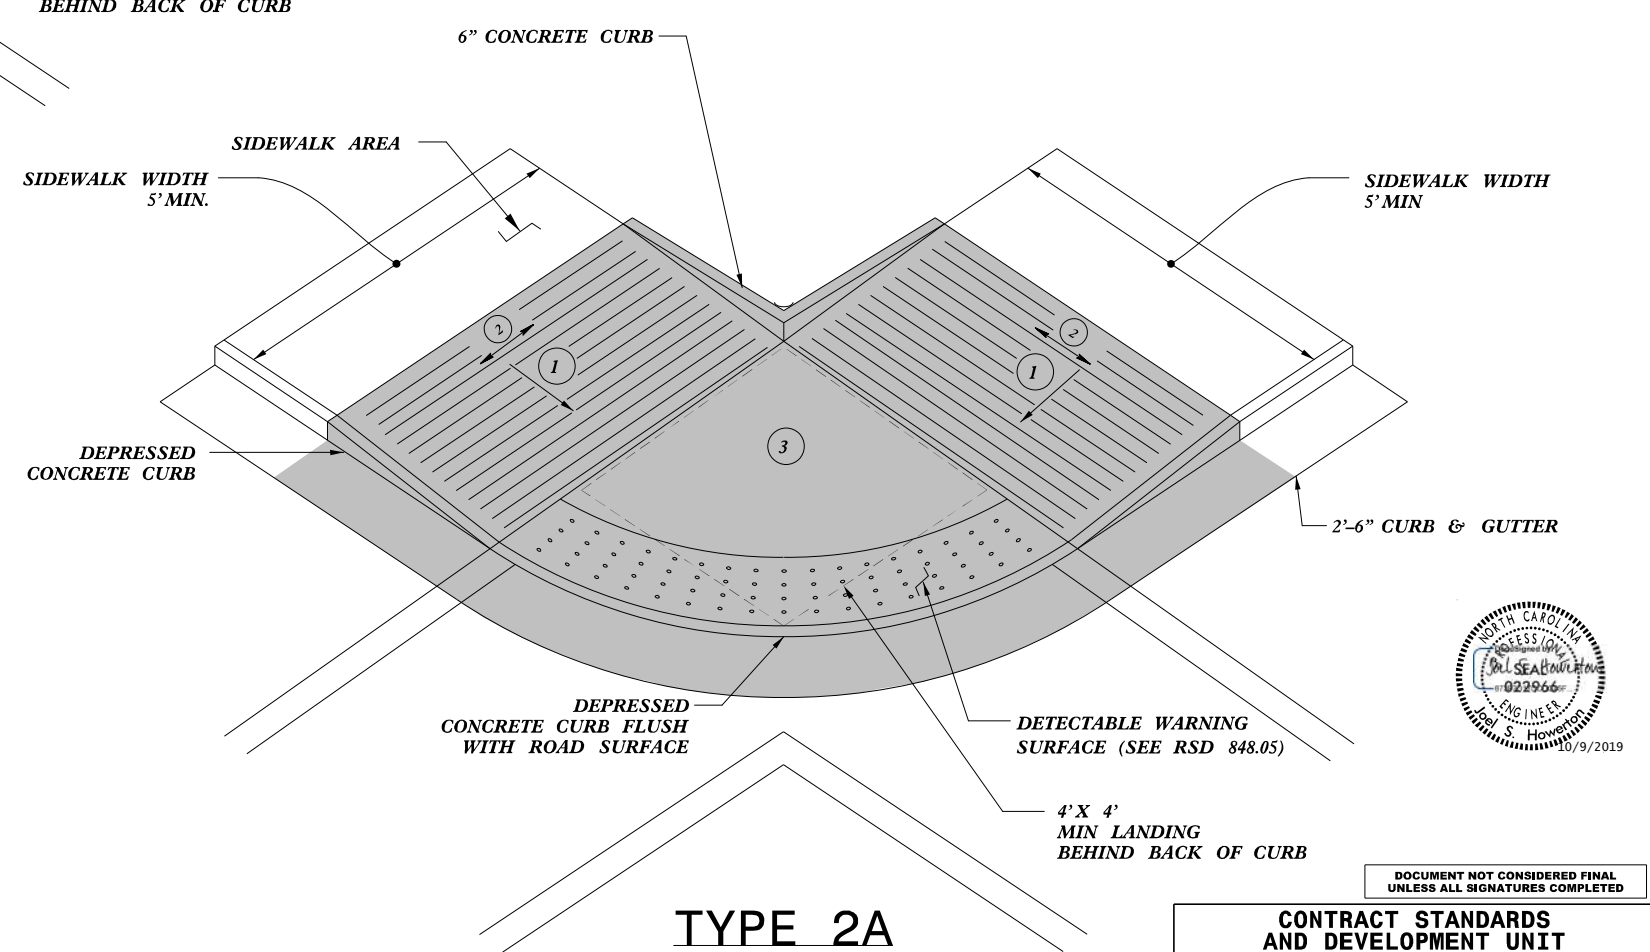 BEHIND BACK OF CURB
6" CONCRETE CURB
SIDEWALK AREA
SIDEWALK WIDTH
5' MIN.
SIDEWALK WIDTH
5' MIN
2
1
2
1
3
DEPRESSED
CONCRETE CURB
2'–6" CURB & GUTTER
DEPRESSED
CONCRETE CURB FLUSH
WITH ROAD SURFACE
DETECTABLE WARNING
SURFACE (SEE RSD 848.05)
4' X 4'
MIN LANDING
BEHIND BACK OF CURB
NORTH CAROLINA
PROFESSIONAL
SEAL
022966
ENGINEER
Joel S. Howerton
10/9/2019
DOCUMENT NOT CONSIDERED FINAL
UNLESS ALL SIGNATURES COMPLETED
TYPE 2A
CONTRACT STANDARDS
AND DEVELOPMENT UNIT